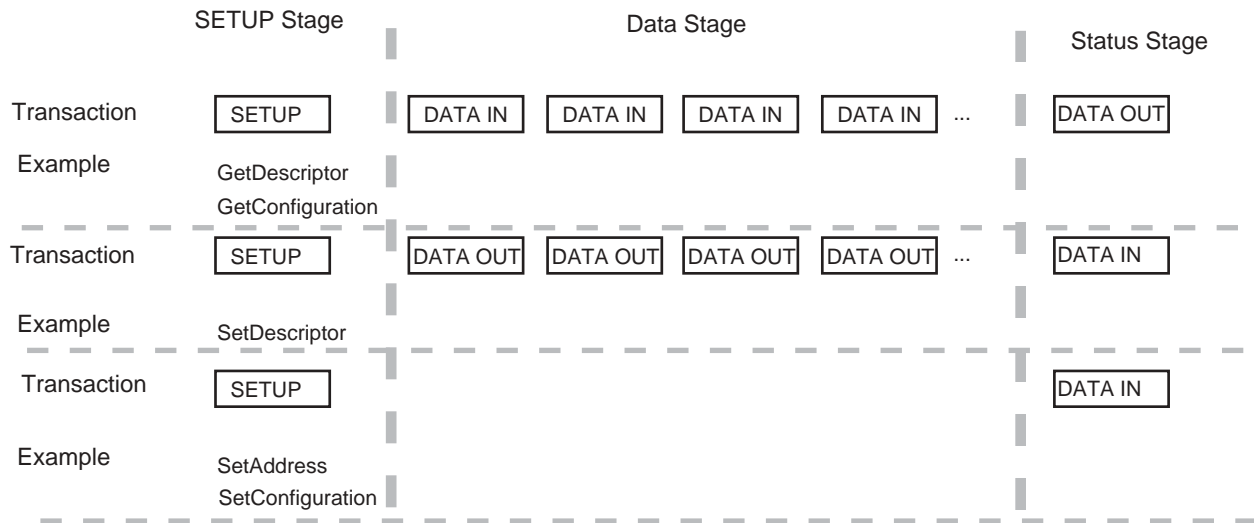 SETUP Stage Data Stage Status Stage
Transaction SETUP DATA IN DATA IN DATA IN DATA IN ... DATA OUT
Example GetDescriptor
GetConfiguration
Transaction SETUP DATA OUT DATA OUT DATA OUT DATA OUT ... DATA IN
Example SetDescriptor
Transaction SETUP DATA IN
Example SetAddress
SetConfiguration